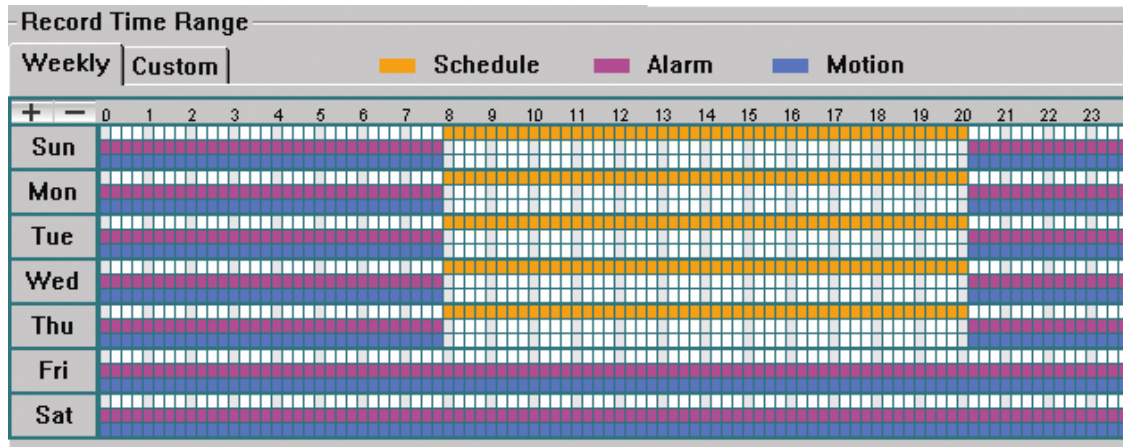 Record Time Range
Weekly Custom Schedule Alarm Motion
+ - 0 1 2 3 4 5 6 7 8 9 10 11 12 13 14 15 16 17 18 19 20 21 22 23
Sun
Mon
Tue
Wed
Thu
Fri
Sat